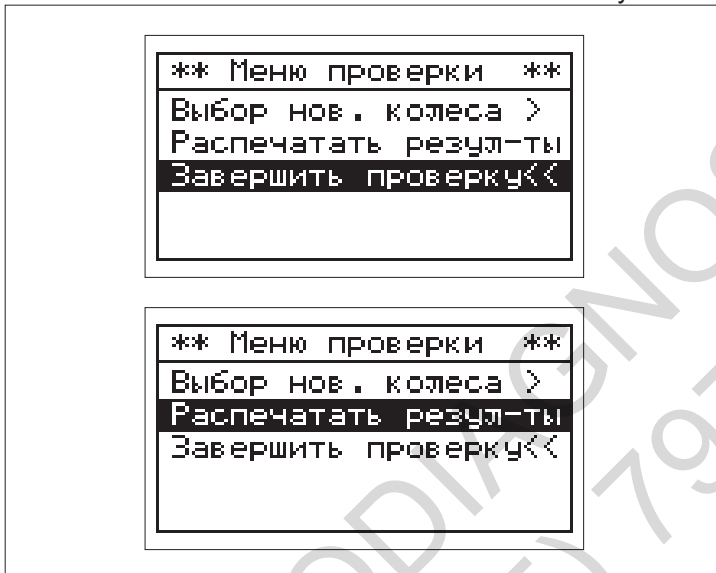 ** Меню проверки **
Выбор нов. колеса >
Распечатать резул-ты
Завершить проверку<<
** Меню проверки **
Выбор нов. колеса >
Распечатать резул-ты
Завершить проверку<<